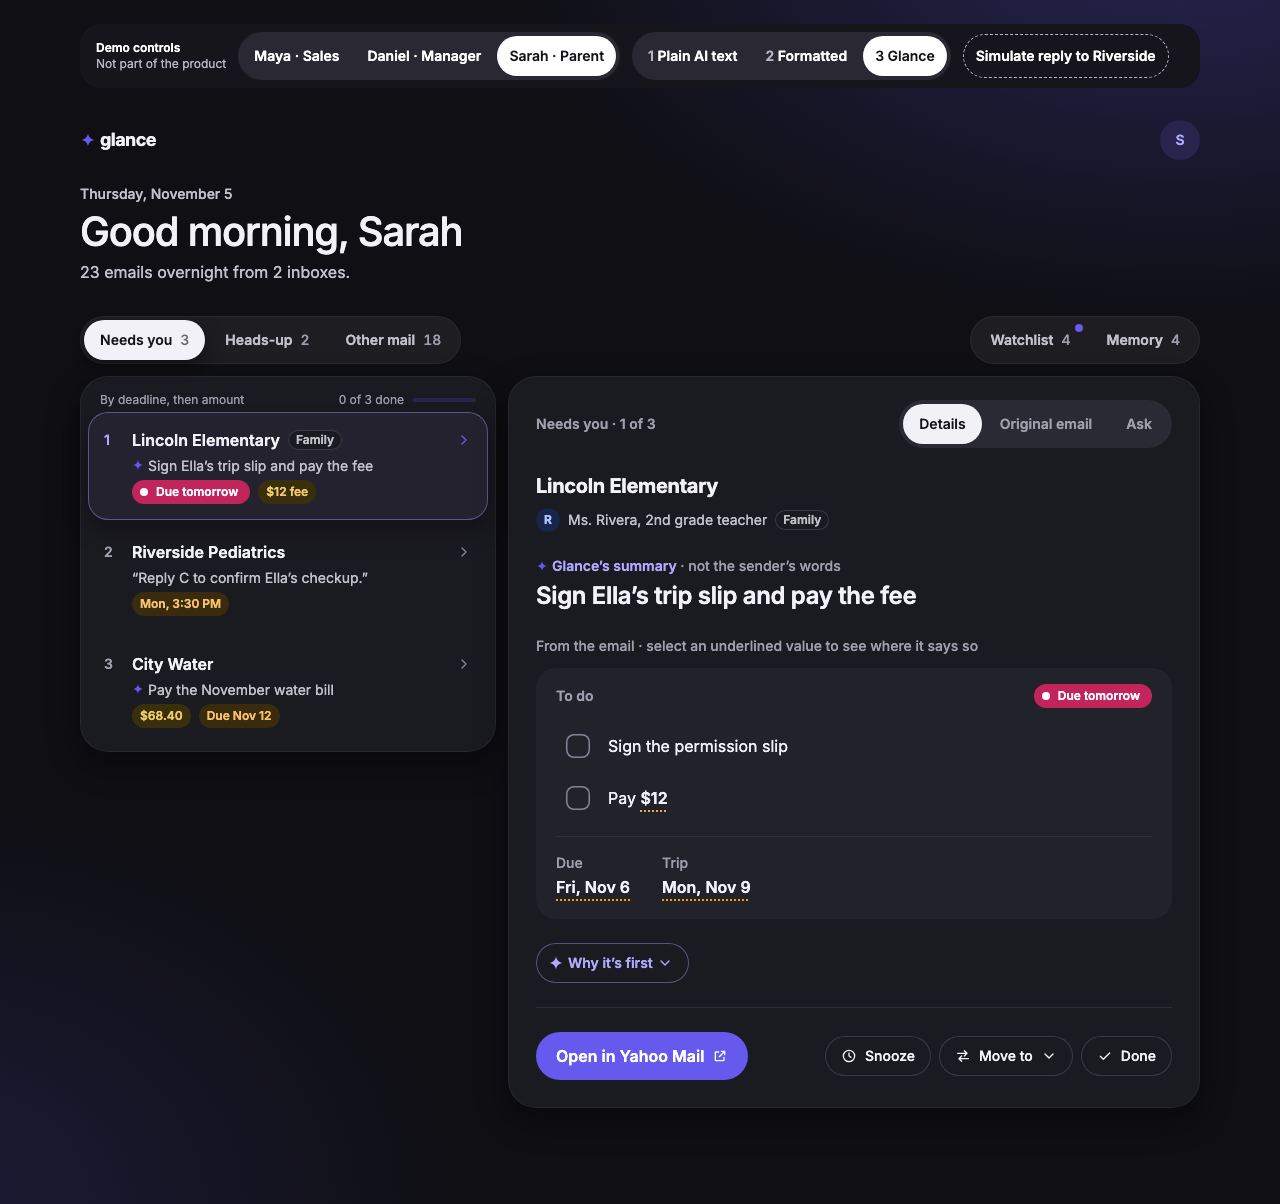 Demo controls
Not part of the product
Maya · Sales
Daniel · Manager
Sarah · Parent
1 Plain AI text
2 Formatted
3 Glance
Simulate reply to Riverside
glance
S
Thursday, November 5
Good morning, Sarah
23 emails overnight from 2 inboxes.
Needs you 3
Heads-up 2
Other mail 18
Watchlist 4
Memory 4
By deadline, then amount
0 of 3 done
1 Lincoln Elementary Family
Sign Ella’s trip slip and pay the fee
Due tomorrow $12 fee
2 Riverside Pediatrics
“Reply C to confirm Ella’s checkup.”
Mon, 3:30 PM
3 City Water
Pay the November water bill
$68.40 Due Nov 12
Needs you · 1 of 3
Details
Original email
Ask
Lincoln Elementary
R Ms. Rivera, 2nd grade teacher Family
Glance’s summary · not the sender’s words
Sign Ella’s trip slip and pay the fee
From the email · select an underlined value to see where it says so
To do
Due tomorrow
Sign the permission slip
Pay $12
Due Trip
Fri, Nov 6 Mon, Nov 9
Why it’s first
Open in Yahoo Mail
Snooze
Move to
Done